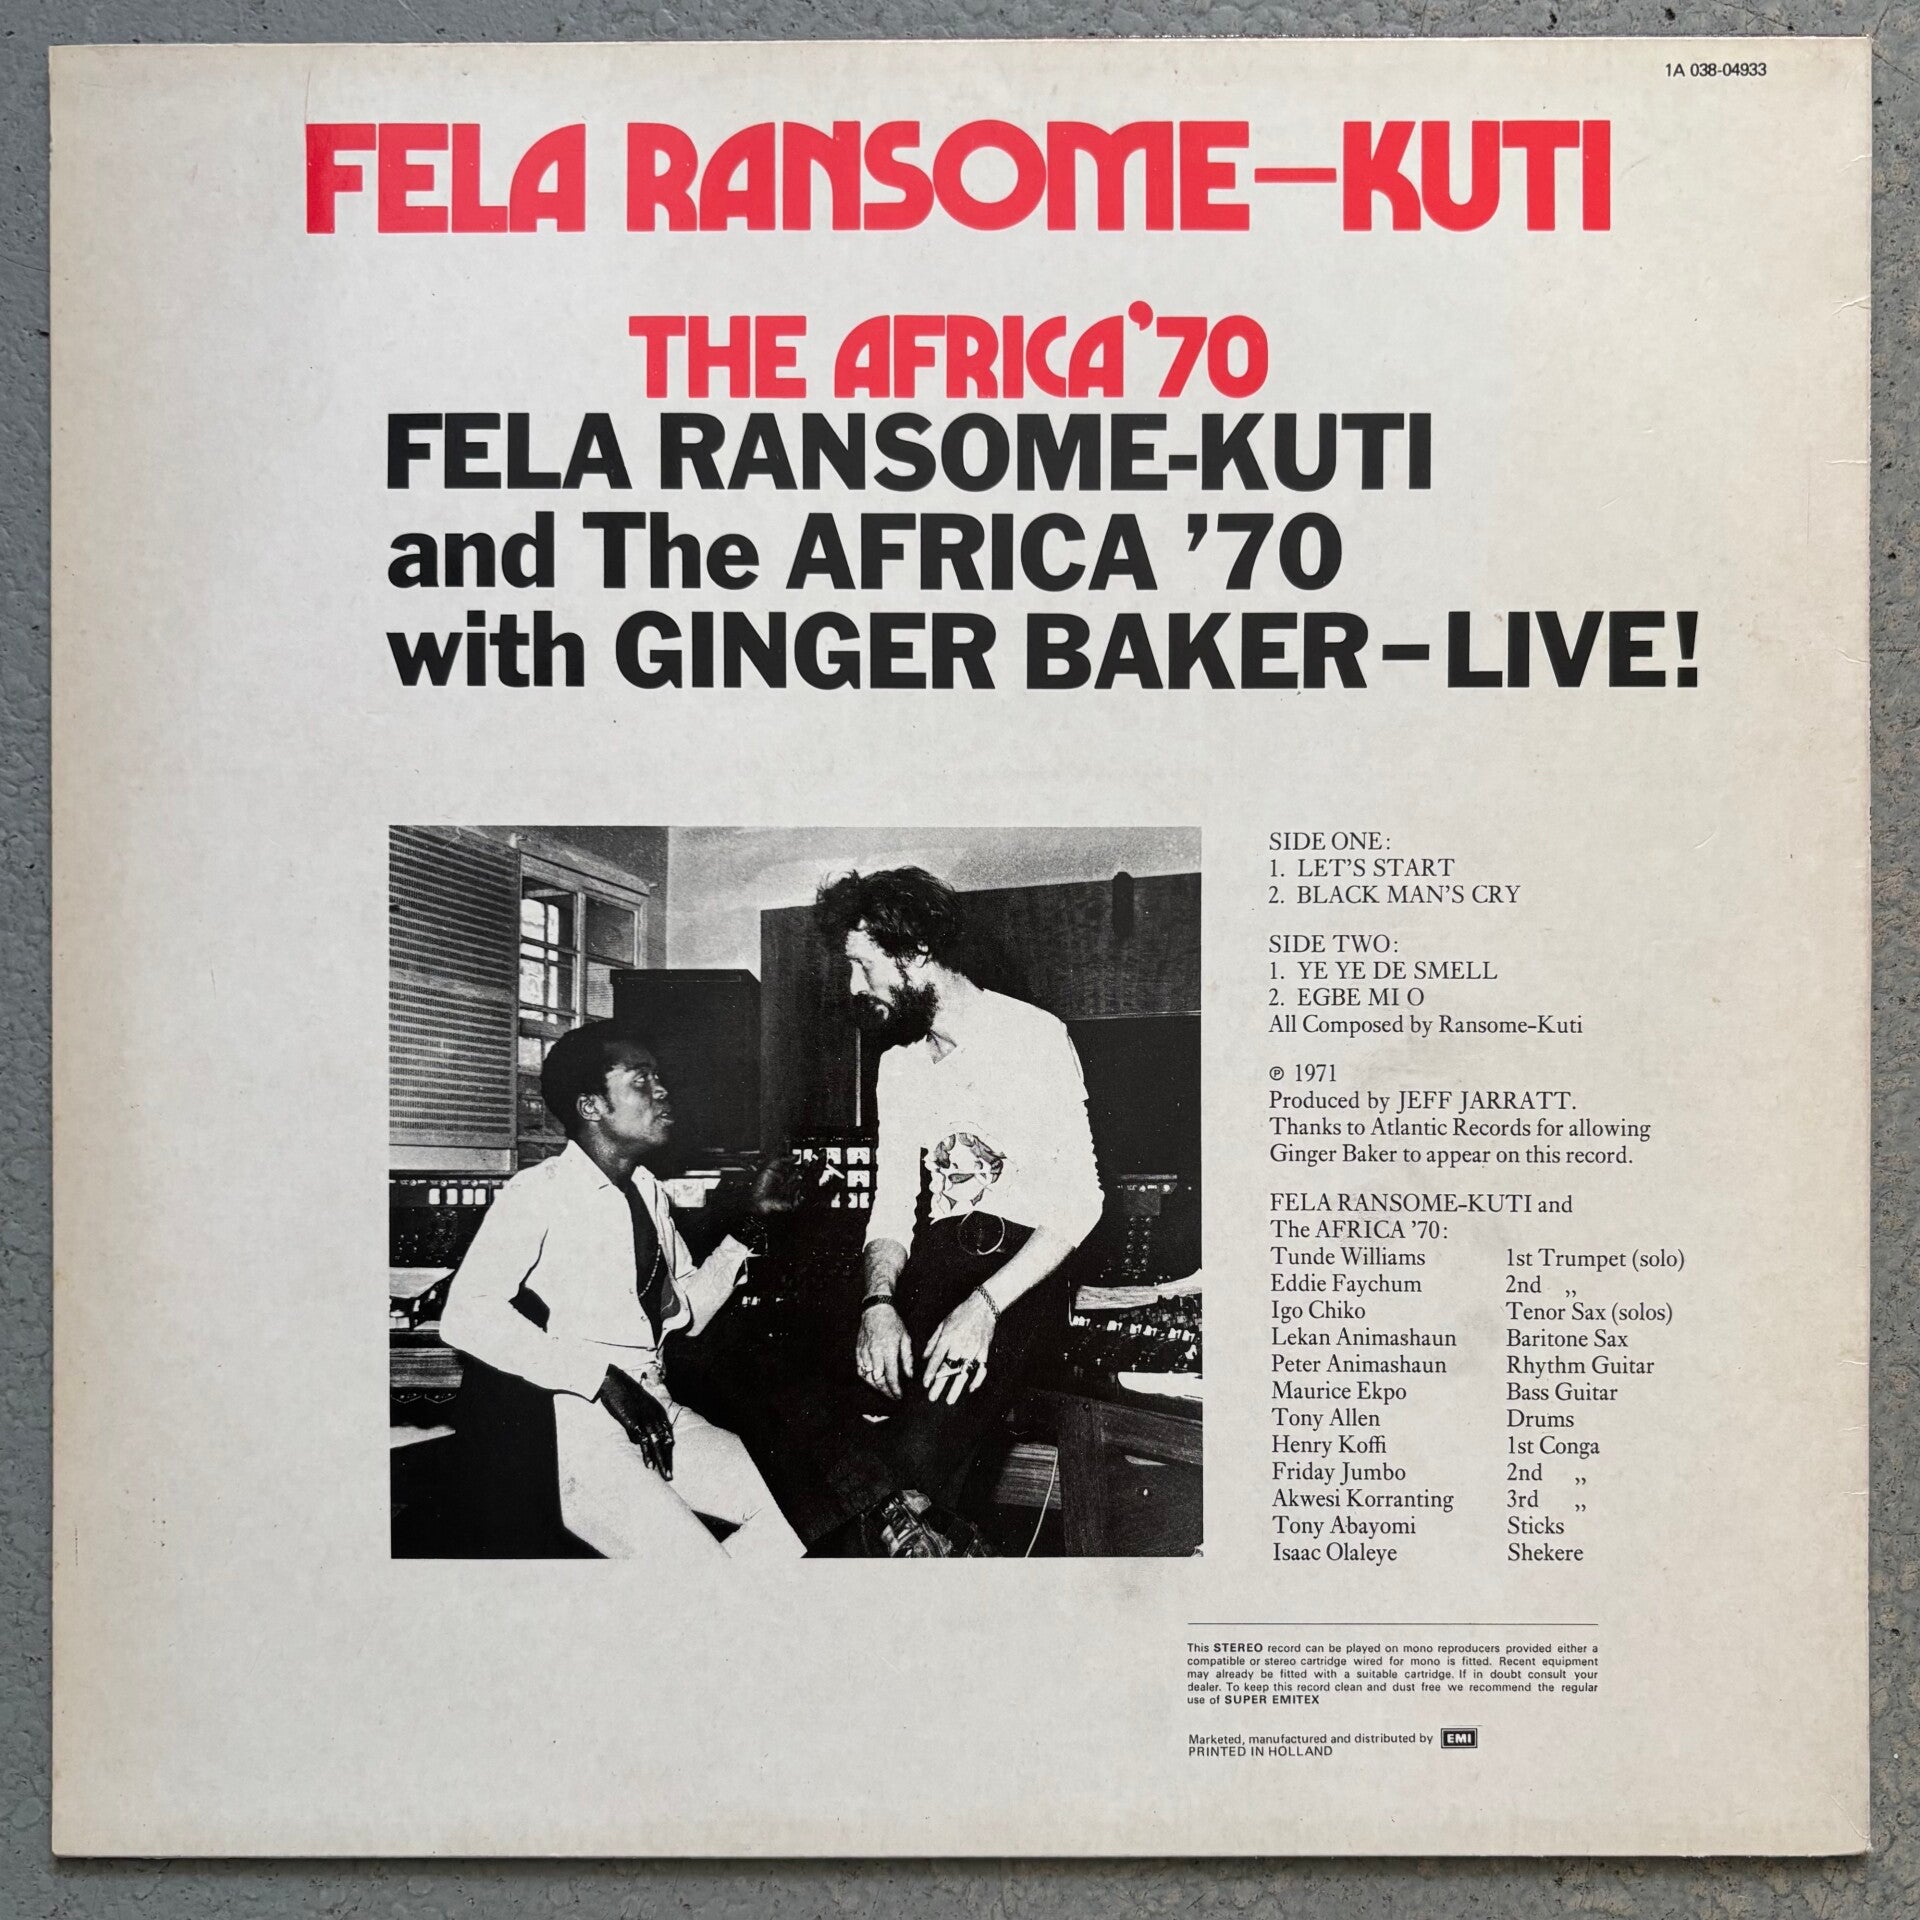 1A 038-04933
FELA RANSOME-KUTI
THE AFRICA'70
FELA RANSOME-KUTI
and The AFRICA '70
with GINGER BAKER-LIVE!
SIDE ONE:
1. LET'S START
2. BLACK MAN'S CRY
SIDE TWO:
1. YE YE DE SMELL
2. EGBE MI O
All Composed by Ransome-Kuti
℗ 1971
Produced by JEFF JARRATT.
Thanks to Atlantic Records for allowing
Ginger Baker to appear on this record.
FELA RANSOME-KUTI and
The AFRICA '70:
Tunde Williams 1st Trumpet (solo)
Eddie Faychum 2nd ,,
Igo Chiko Tenor Sax (solos)
Lekan Animashaun Baritone Sax
Peter Animashaun Rhythm Guitar
Maurice Ekpo Bass Guitar
Tony Allen Drums
Henry Koffi 1st Conga
Friday Jumbo 2nd ,,
Akwesi Korranting 3rd ,,
Tony Abayomi Sticks
Isaac Olaleye Shekere
This STEREO record can be played on mono reproducers provided either a
compatible or stereo cartridge wired for mono is fitted. Recent equipment
may already be fitted with a suitable cartridge. If in doubt consult your
dealer. To keep this record clean and dust free we recommend the regular
use of SUPER EMITEX
Marketed, manufactured and distributed by EMI
PRINTED IN HOLLAND